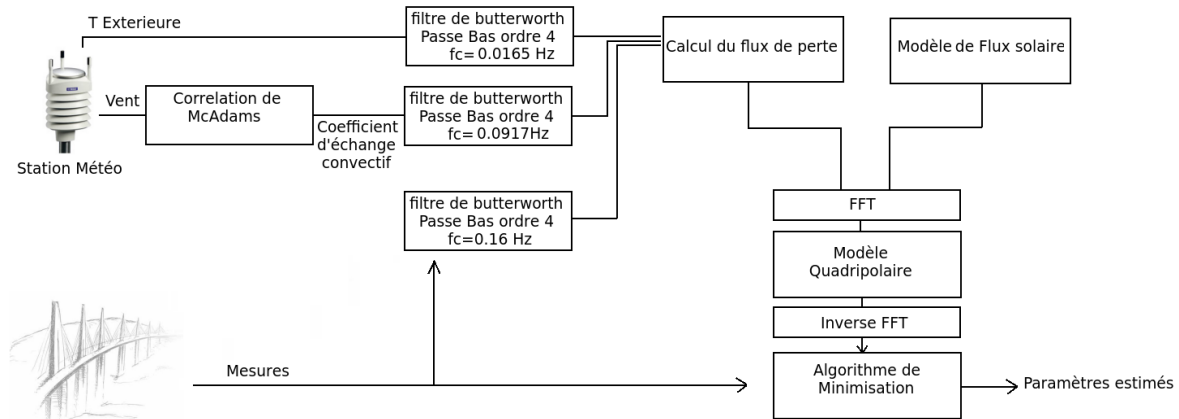 T Exterieure
filtre de butterworth
Passe Bas ordre 4
fc= 0.0165 Hz
Calcul du flux de perte
Modèle de Flux solaire
Vent
Correlation de
McAdams
Coefficient
d'échange
convectif
filtre de butterworth
Passe Bas ordre 4
fc= 0.0917Hz
Station Météo
filtre de butterworth
Passe Bas ordre 4
fc=0.16 Hz
FFT
Modèle
Quadripolaire
Inverse FFT
Mesures
Algorithme de
Minimisation
Paramètres estimés